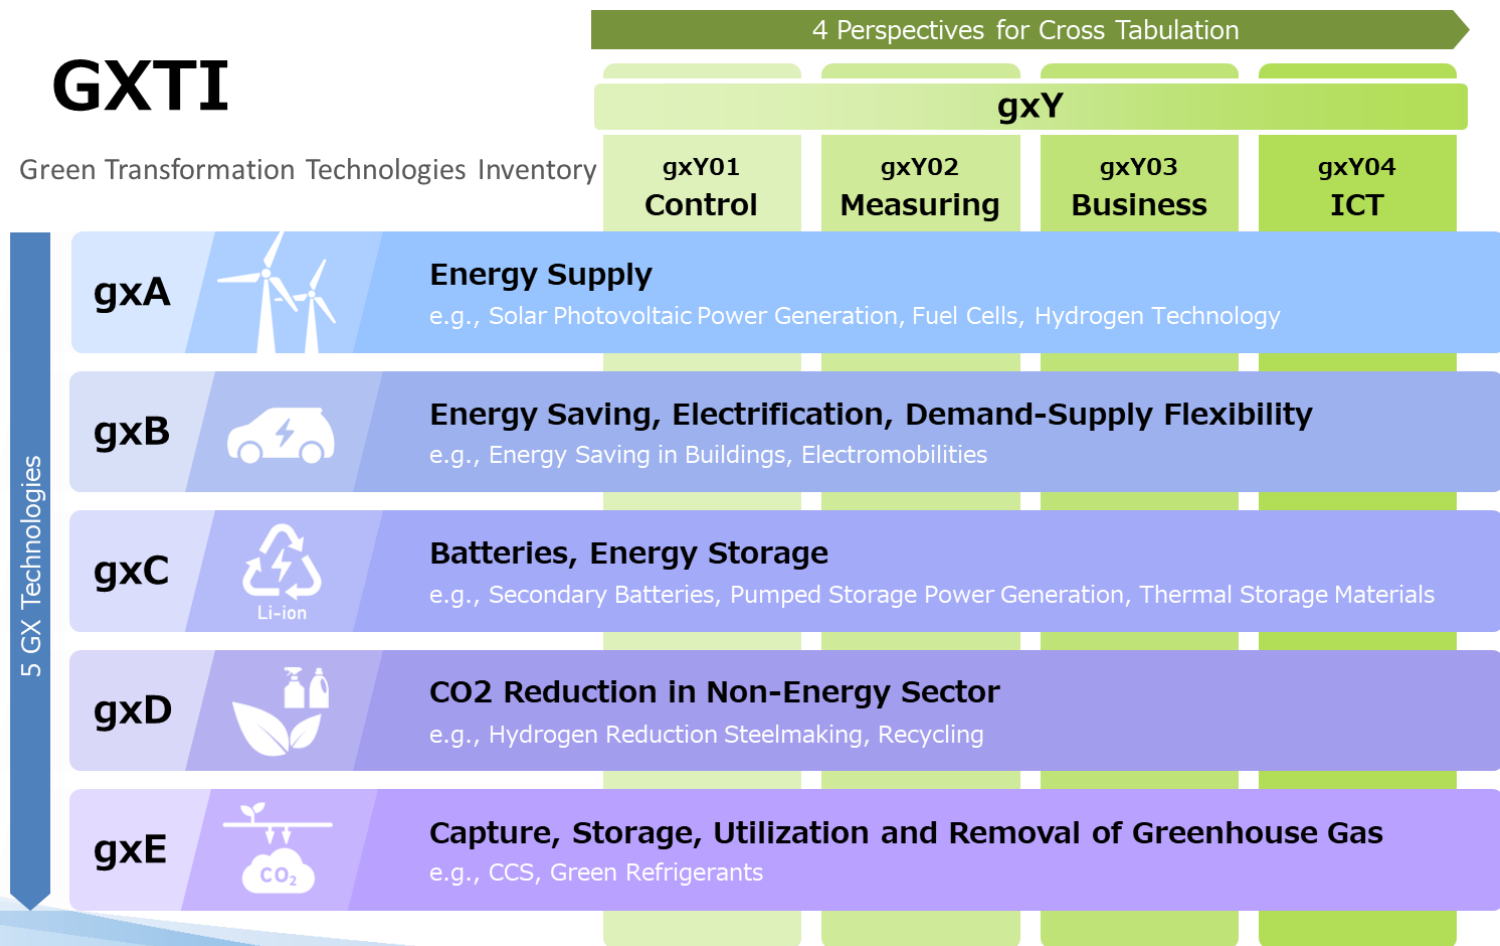 4 Perspectives for Cross Tabulation
GXTI
gxY
Green Transformation Technologies Inventory
gxY01
Control
gxY02
Measuring
gxY03
Business
gxY04
ICT
5 GX Technologies
gxA
Energy Supply
e.g., Solar Photovoltaic Power Generation, Fuel Cells, Hydrogen Technology
gxB
Energy Saving, Electrification, Demand-Supply Flexibility
e.g., Energy Saving in Buildings, Electromobilities
gxC
Li-ion
Batteries, Energy Storage
e.g., Secondary Batteries, Pumped Storage Power Generation, Thermal Storage Materials
gxD
CO2 Reduction in Non-Energy Sector
e.g., Hydrogen Reduction Steelmaking, Recycling
gxE
CO₂
Capture, Storage, Utilization and Removal of Greenhouse Gas
e.g., CCS, Green Refrigerants